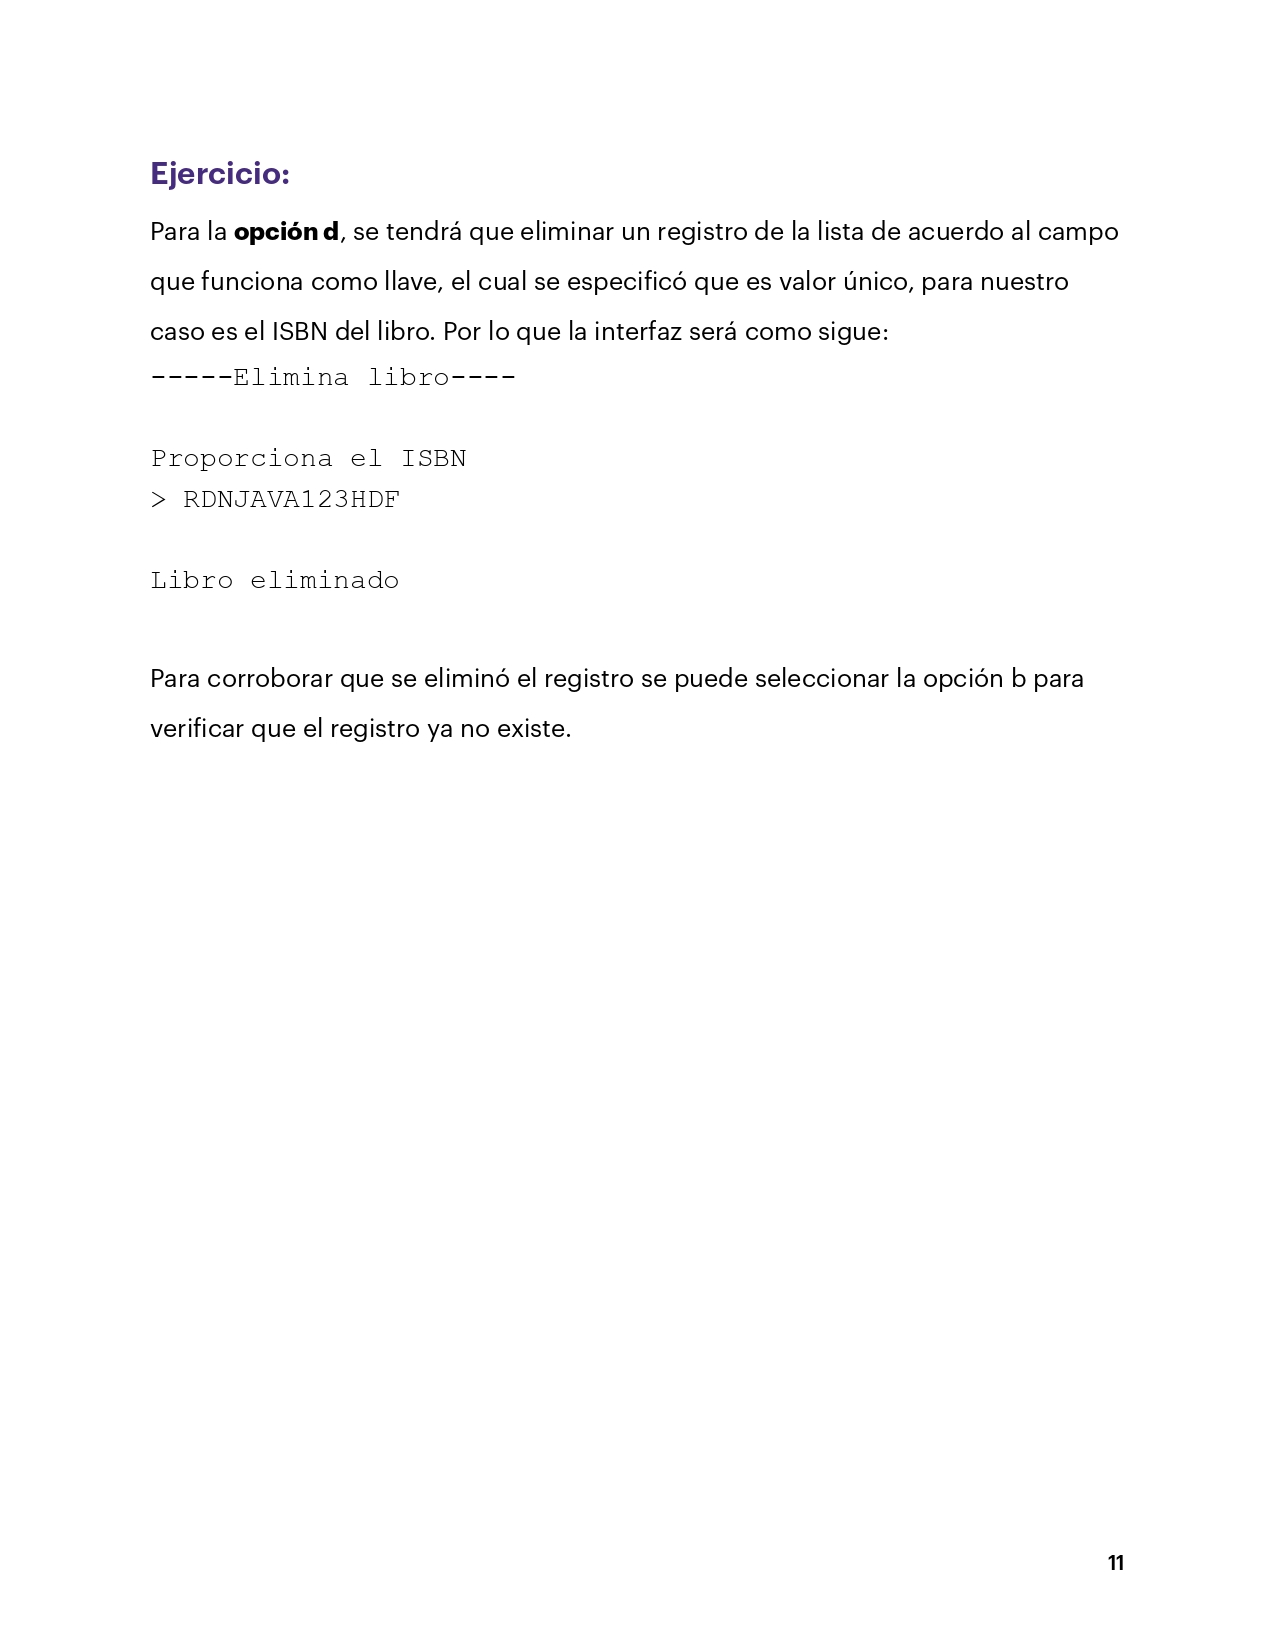 Ejercicio:
Para la opción d, se tendrá que eliminar un registro de la lista de acuerdo al campo
que funciona como llave, el cual se especificó que es valor único, para nuestro
caso es el ISBN del libro. Por lo que la interfaz será como sigue:
-----Elimina libro----
Proporciona el ISBN
> RDNJAVA123HDF
Libro eliminado
Para corroborar que se eliminó el registro se puede seleccionar la opción b para
verificar que el registro ya no existe.
11